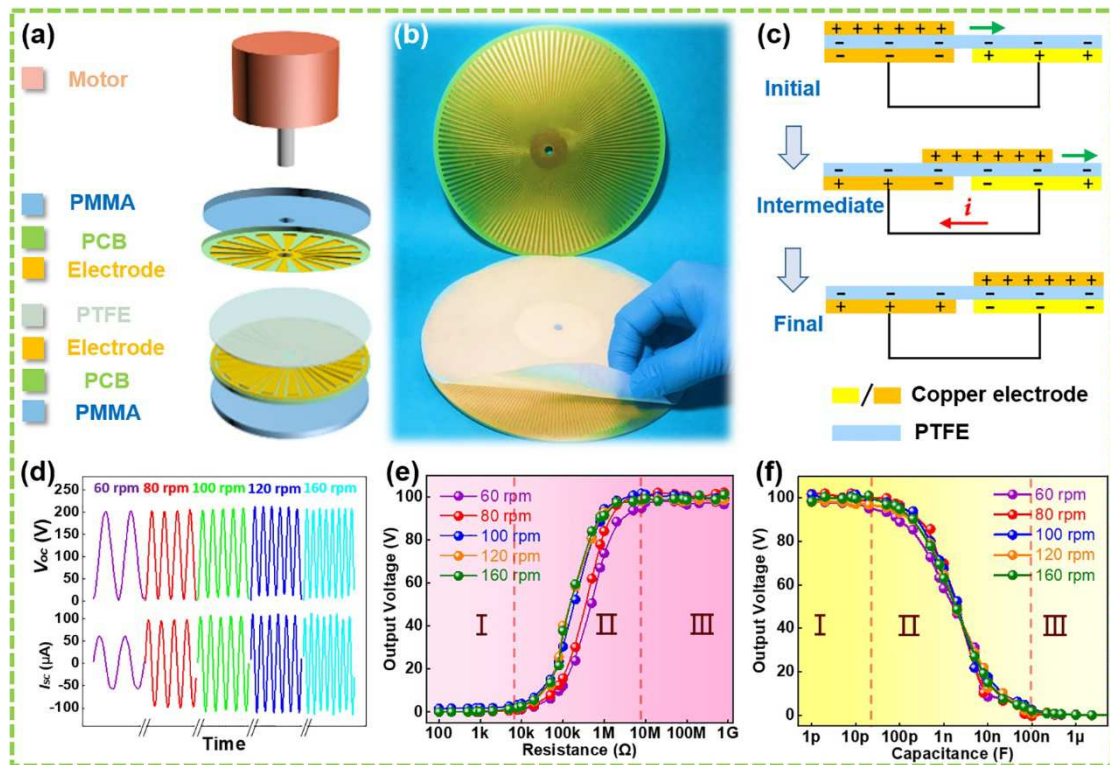 (a)
Motor
PMMA
PCB
Electrode
PTFE
Electrode
PCB
PMMA
(b)
(c)
+ + + + + +
- - - - - -
- - - + + +
Initial
+ + + + + +
- - - - - -
+ + - - - +
Intermediate
i
+ + + + + +
- - - - - -
+ + + - - -
Final
/ Copper electrode
PTFE
(d)
60 rpm 80 rpm 100 rpm 120 rpm 160 rpm
250
200
150
100
50
0
Voc (V)
100
50
0
-50
-100
Isc (μA)
Time
(e)
60 rpm
80 rpm
100 rpm
120 rpm
160 rpm
I II III
100
80
60
40
20
0
Output Voltage (V)
100 1k 10k 100k 1M 10M 100M 1G
Resistance (Ω)
(f)
60 rpm
80 rpm
100 rpm
120 rpm
160 rpm
I II III
100
80
60
40
20
0
Output Voltage (V)
1p 10p 100p 1n 10n 100n 1μ
Capacitance (F)